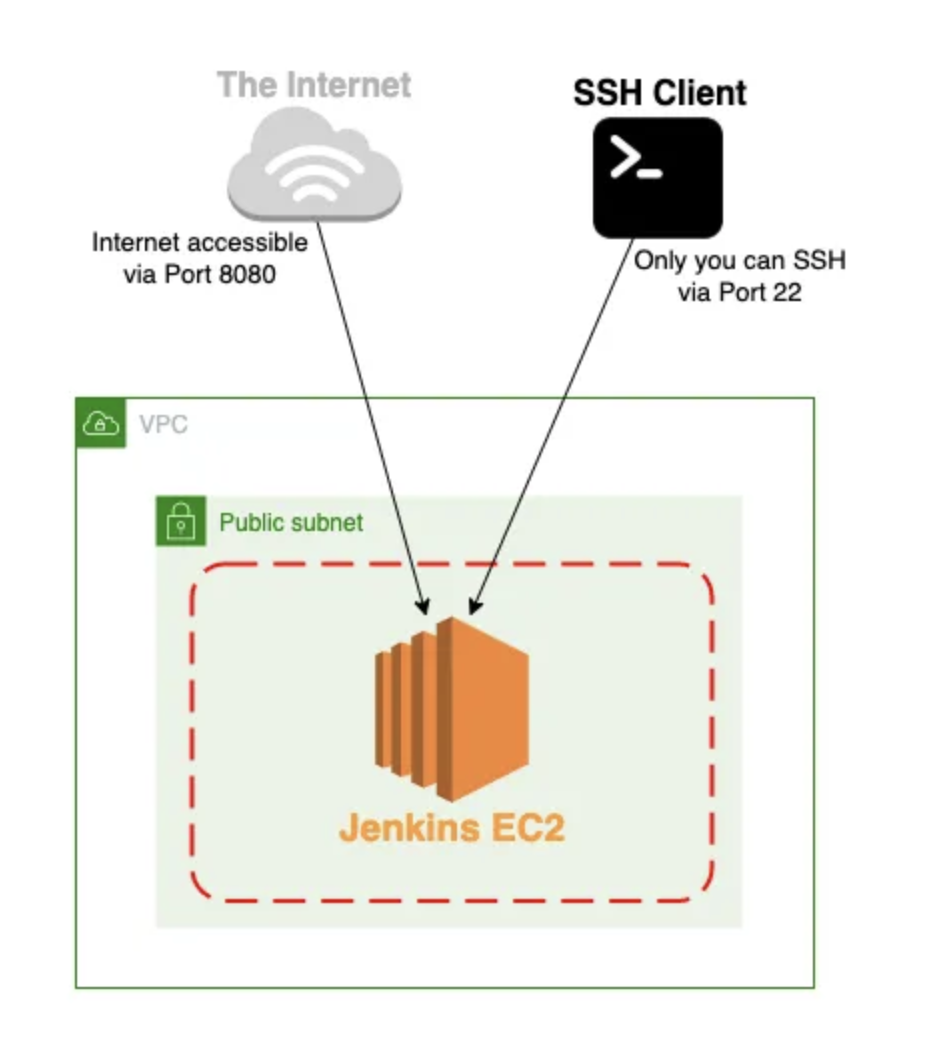 The Internet
SSH Client
Internet accessible
via Port 8080
Only you can SSH
via Port 22
VPC
Public subnet
Jenkins EC2